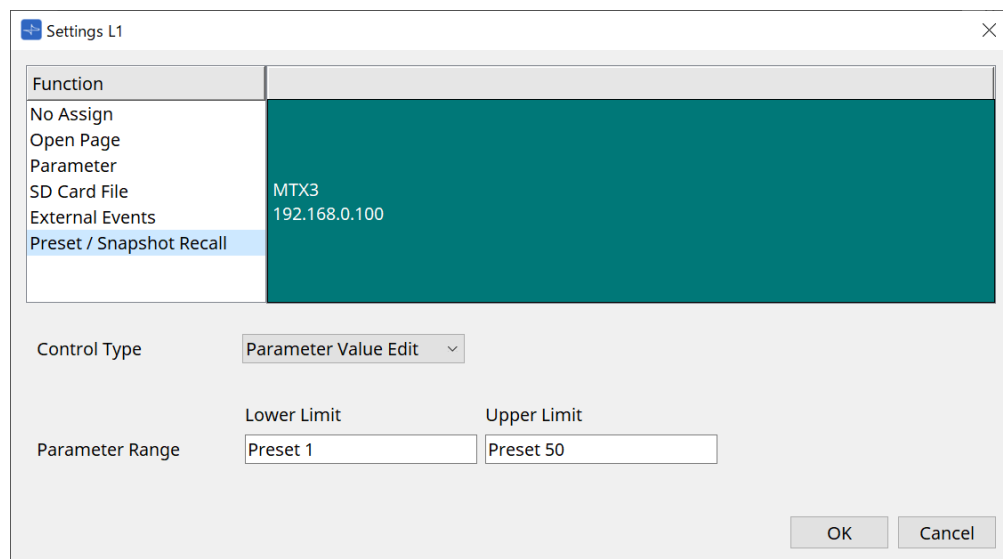 Settings L1
Function
No Assign
Open Page
Parameter
SD Card File
External Events
Preset / Snapshot Recall
MTX3
192.168.0.100
Control Type
Parameter Value Edit
Lower Limit
Upper Limit
Parameter Range
Preset 1
Preset 50
OK
Cancel